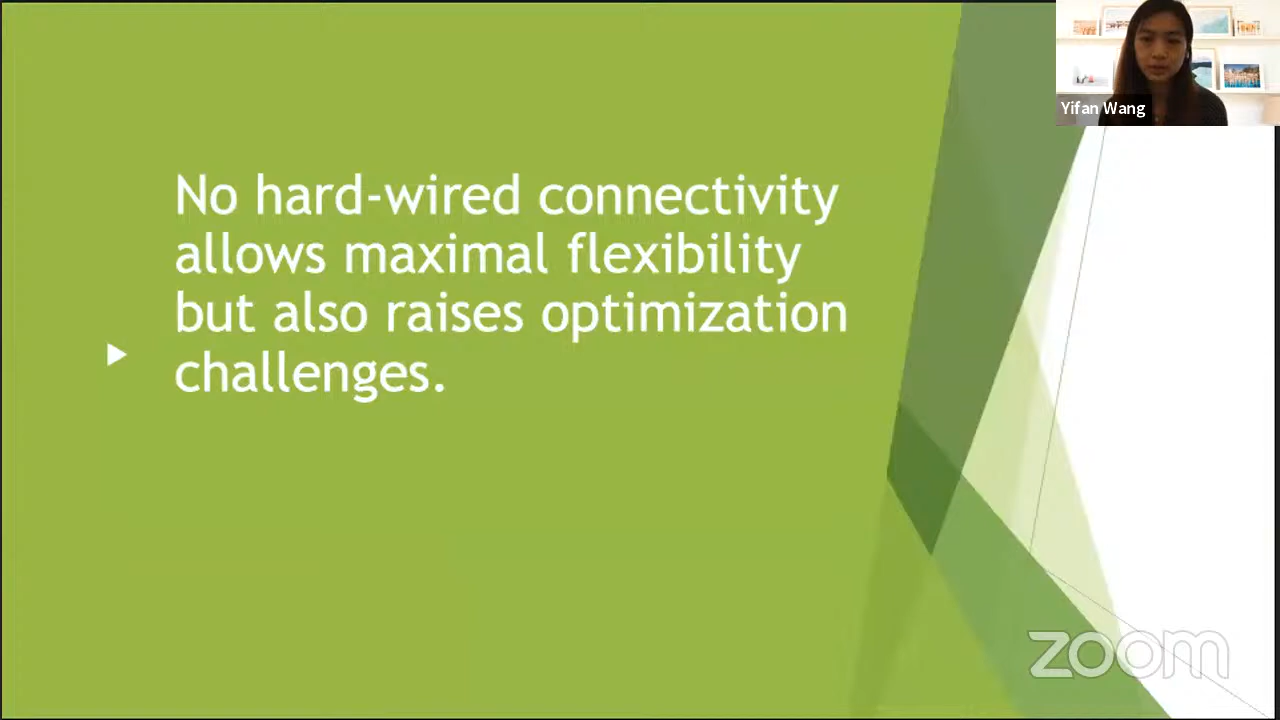 Yifan Wang
No hard-wired connectivity
allows maximal flexibility
but also raises optimization
challenges.
zoom